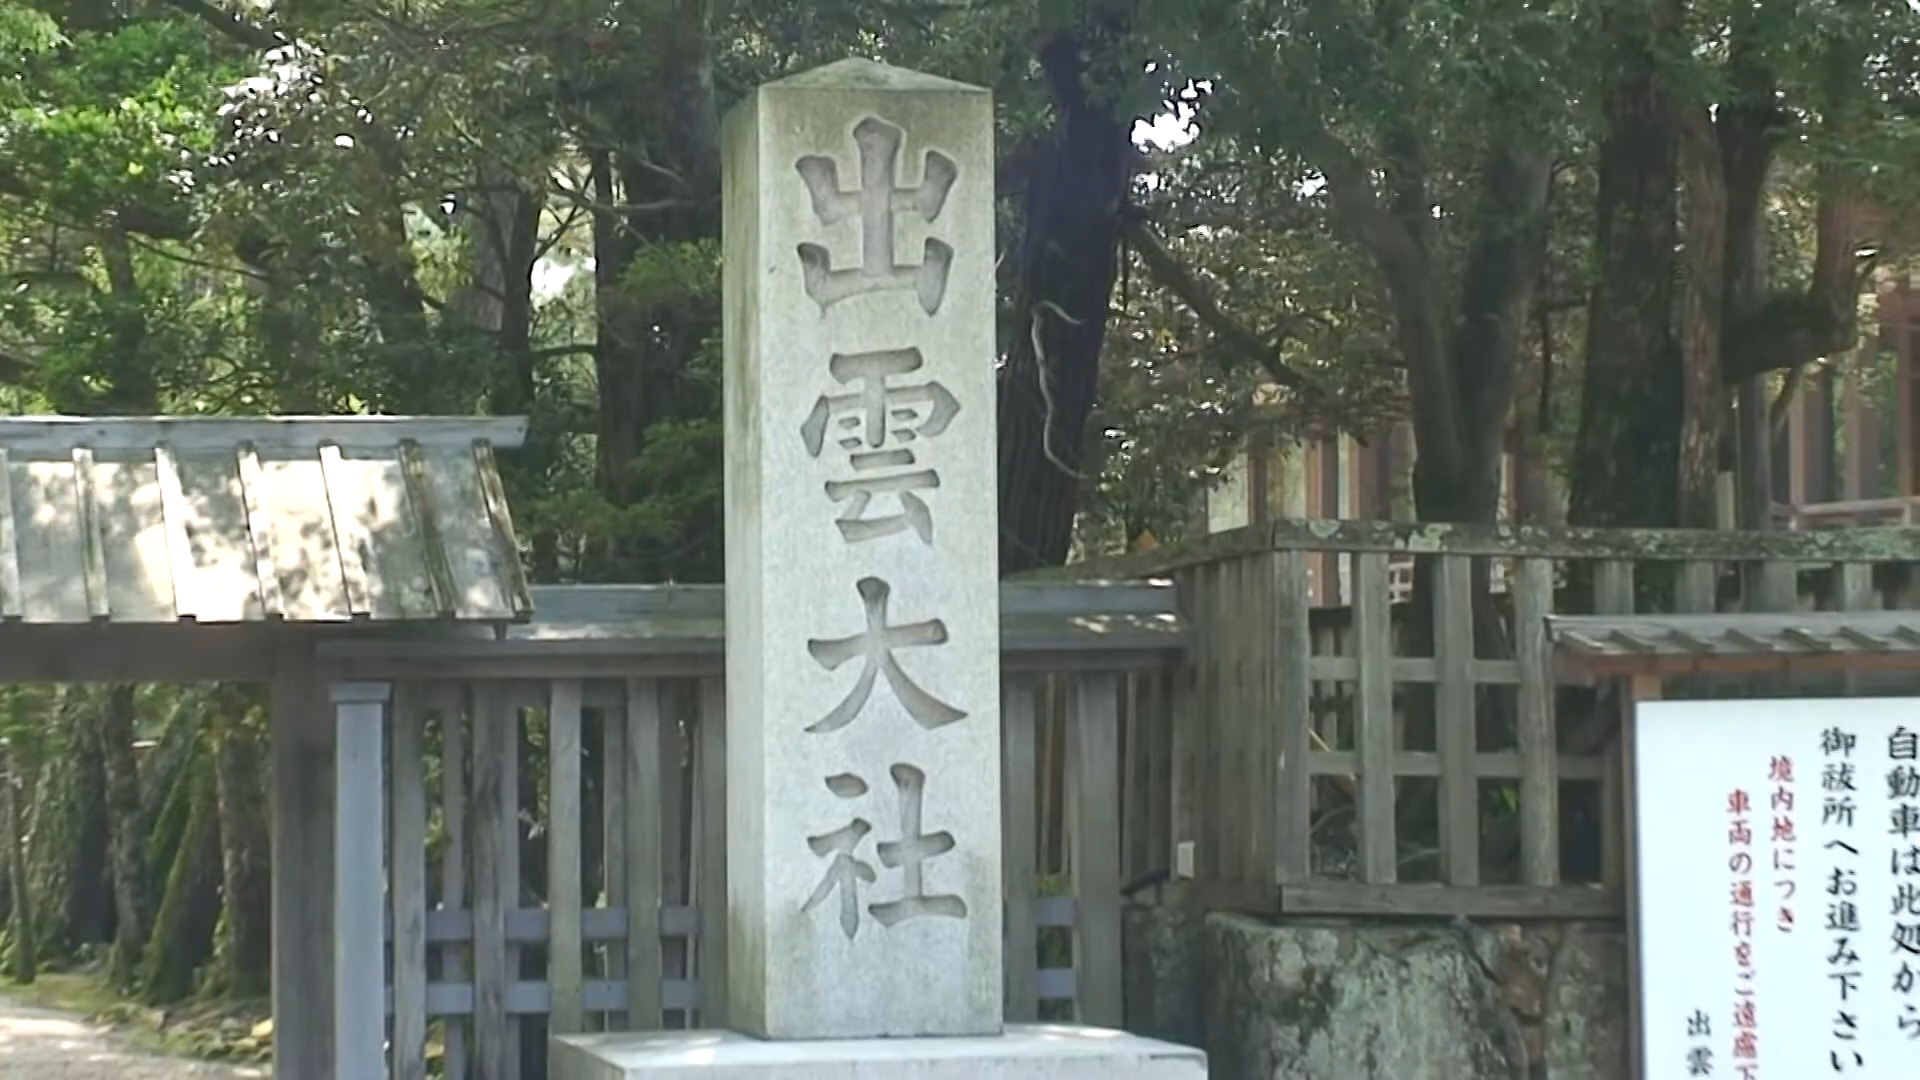 出雲大社
自動車は此処から
御祓所へお進み下さい
境内地につき
車両の通行をご遠慮下
出雲